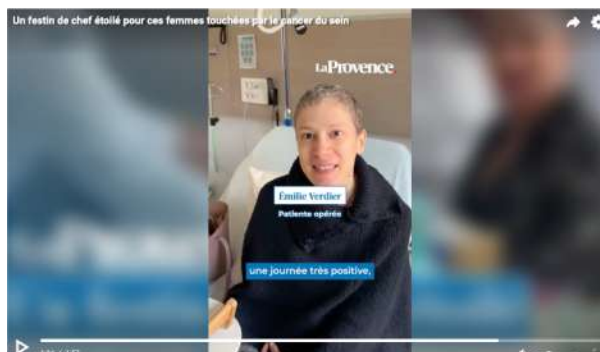 Un festin de chef étoilé pour ces femmes touchées par le cancer du sein
LaProvence.
Émilie Verdier
Patiente opérée
une journée très positive,